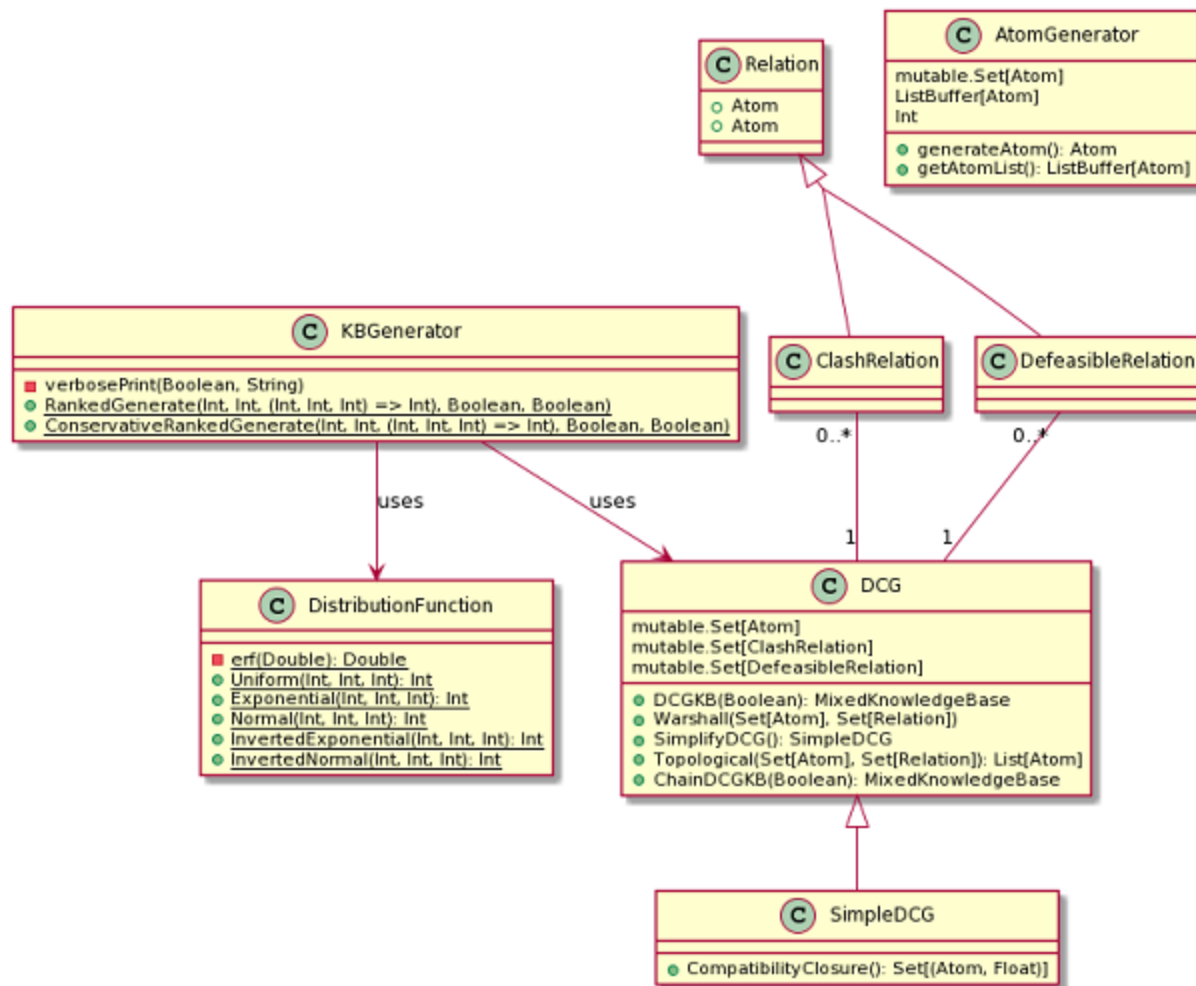 C AtomGenerator
mutable.Set[Atom]
ListBuffer[Atom]
Int
generateAtom(): Atom
getAtomList(): ListBuffer[Atom]
C Relation
Atom
Atom
C KBGenerator
verbosePrint(Boolean, String)
RankedGenerate(Int, Int, (Int, Int, Int) => Int), Boolean, Boolean)
ConservativeRankedGenerate(Int, Int, (Int, Int, Int) => Int), Boolean, Boolean)
C ClashRelation
C DefeasibleRelation
0..*
0..*
uses
uses
1
1
C DistributionFunction
erf(Double): Double
Uniform(Int, Int, Int): Int
Exponential(Int, Int, Int): Int
Normal(Int, Int, Int): Int
InvertedExponential(Int, Int, Int): Int
InvertedNormal(Int, Int, Int): Int
C DCG
mutable.Set[Atom]
mutable.Set[ClashRelation]
mutable.Set[DefeasibleRelation]
DCGKB(Boolean): MixedKnowledgeBase
Warshall(Set[Atom], Set[Relation])
SimplifyDCG(): SimpleDCG
Topological(Set[Atom], Set[Relation]): List[Atom]
ChainDCGKB(Boolean): MixedKnowledgeBase
C SimpleDCG
CompatibilityClosure(): Set[(Atom, Float)]